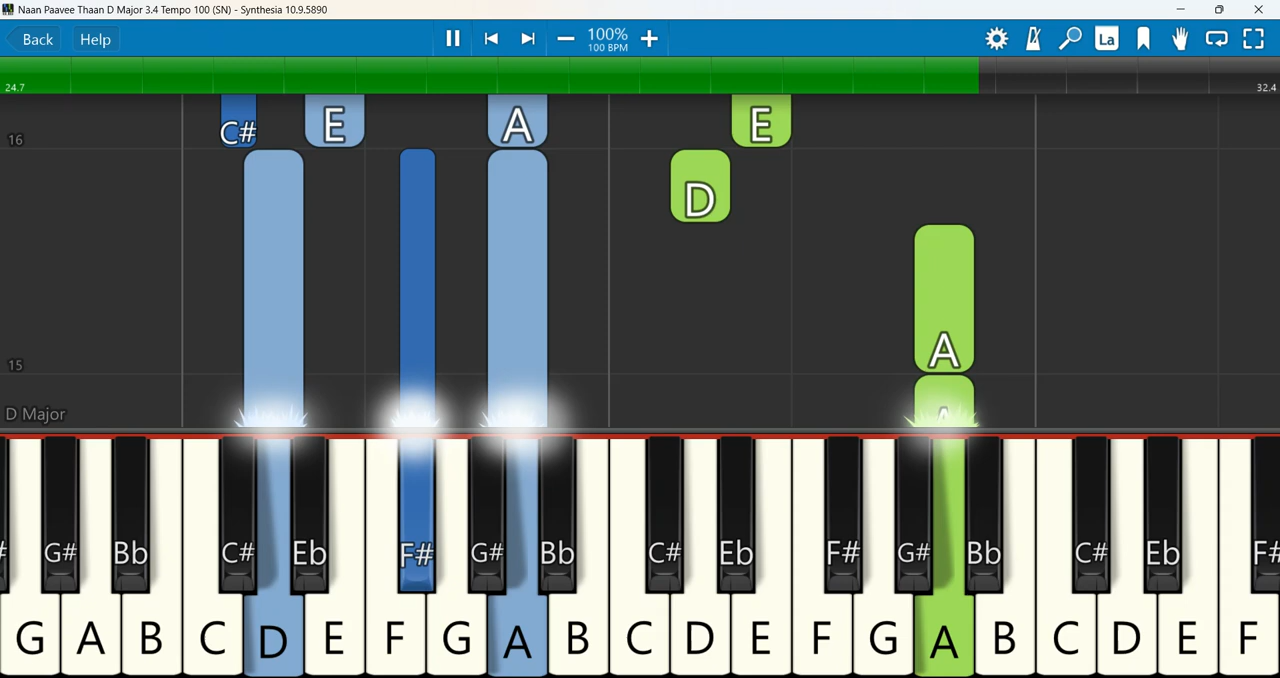 Naan Paavee Thaan D Major 3.4 Tempo 100 (SN) - Synthesia 10.9.5890
Back Help 100% La
100 BPM
24.7 32.4
C# E A E
16
D
A
15
D Major A
# G# Bb C# Eb F# G# Bb C# Eb F# G# Bb C# Eb F#
G A B C D E F G A B C D E F G A B C D E F